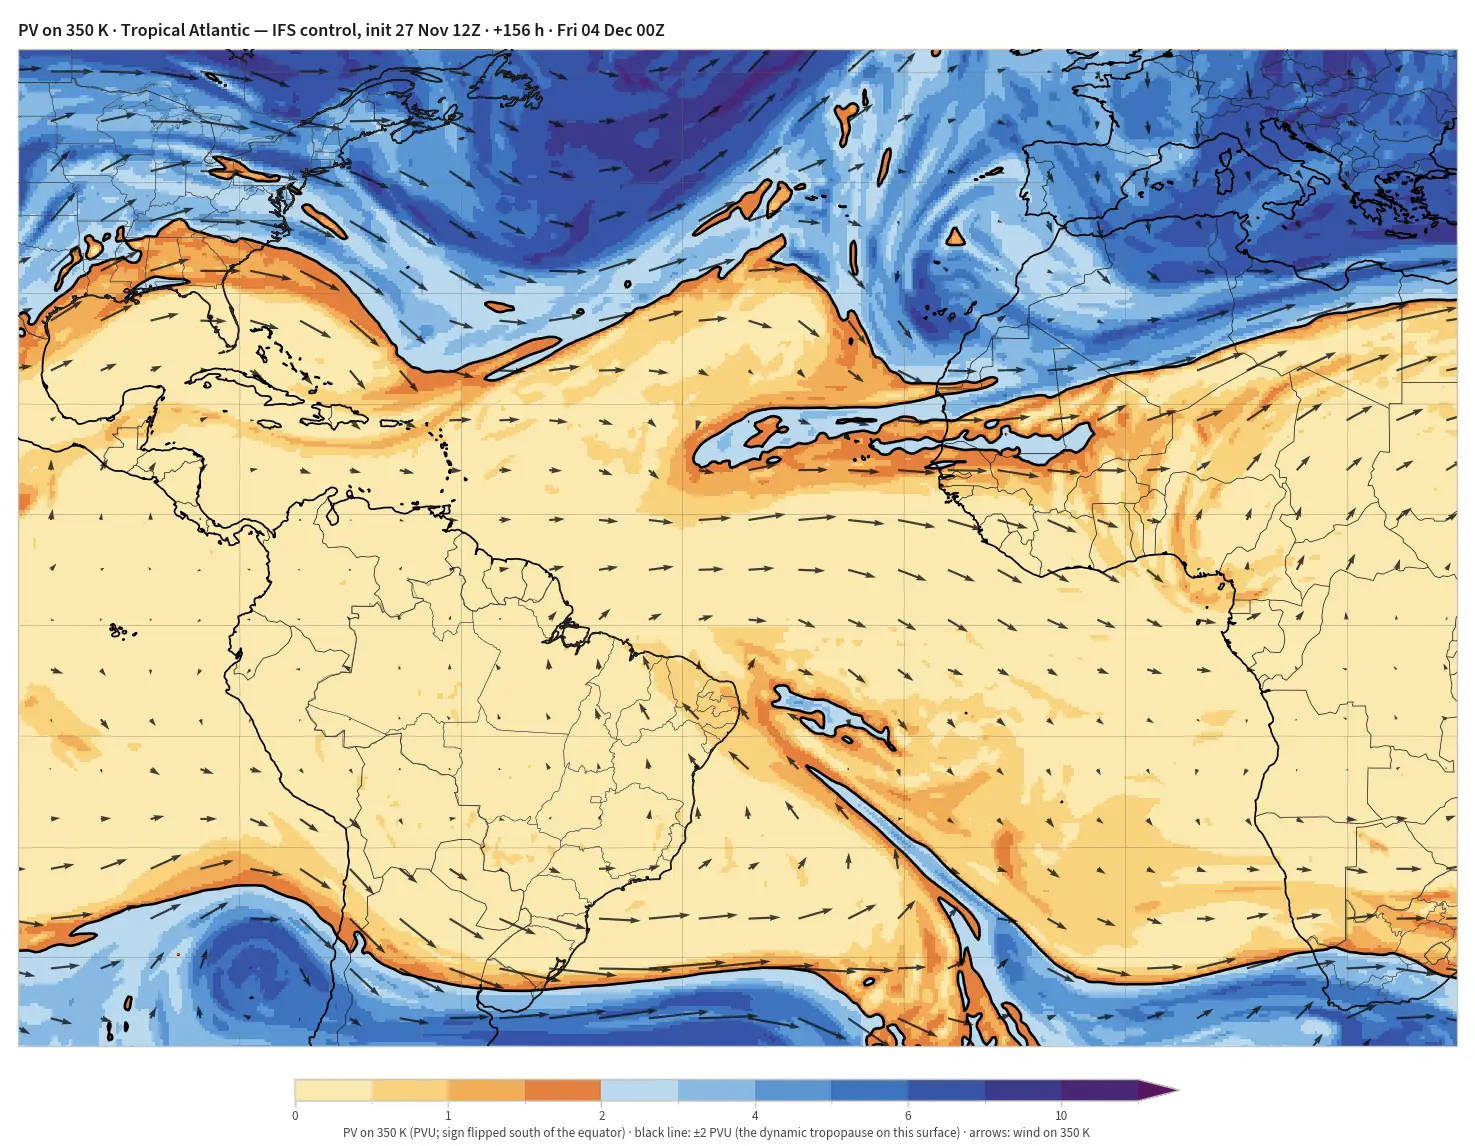 PV on 350 K · Tropical Atlantic — IFS control, init 27 Nov 12Z · +156 h · Fri 04 Dec 00Z
0 1 2 4 6 10
PV on 350 K (PVU; sign flipped south of the equator) · black line: ±2 PVU (the dynamic tropopause on this surface) · arrows: wind on 350 K